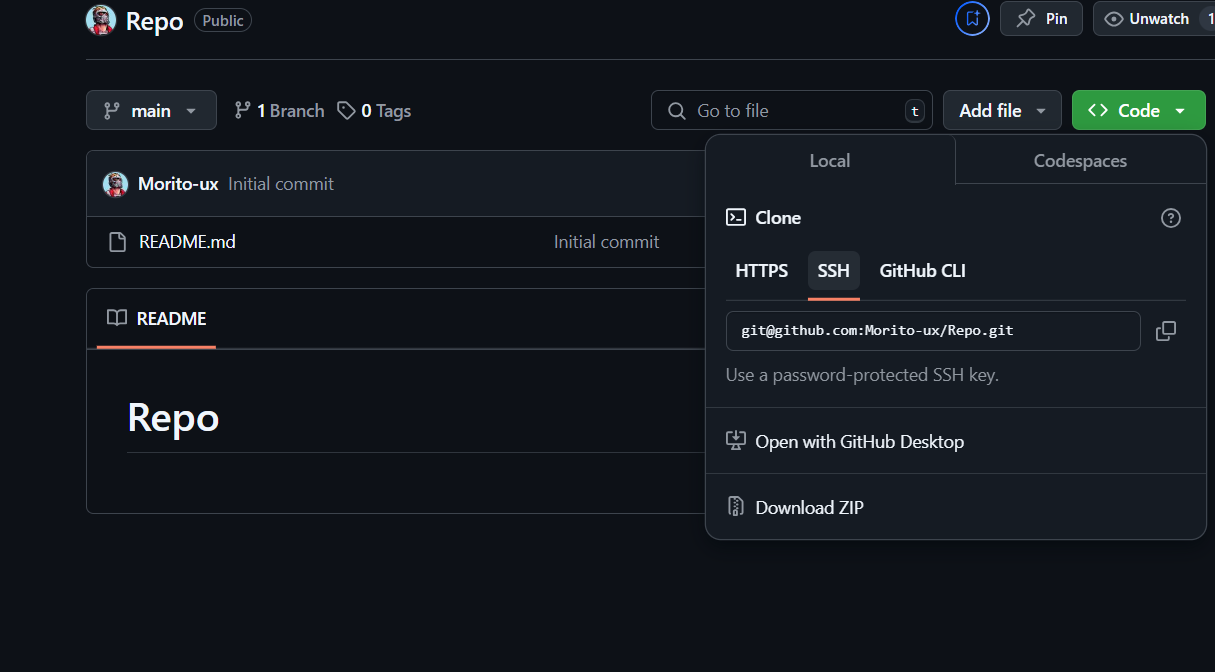 Repo Public Pin Unwatch 1
main 1 Branch 0 Tags Go to file t Add file Code
Local Codespaces
Morito-ux Initial commit
Clone
README.md Initial commit
HTTPS SSH GitHub CLI
README
git@github.com:Morito-ux/Repo.git
Use a password-protected SSH key.
Repo
Open with GitHub Desktop
Download ZIP